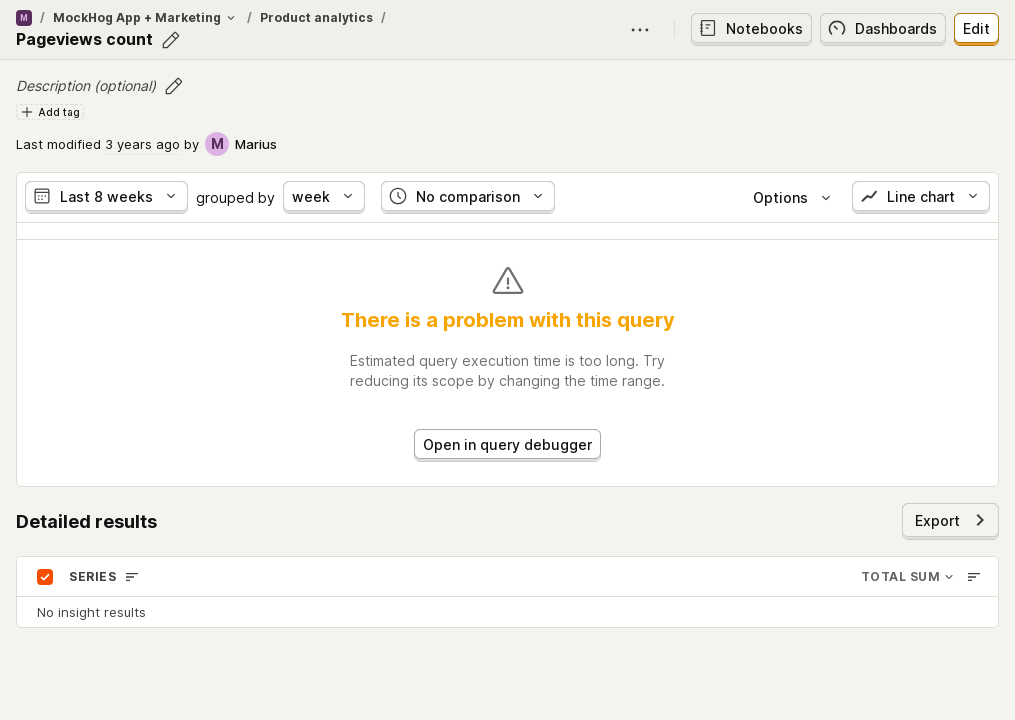 M / MockHog App + Marketing / Product analytics /
Pageviews count
Notebooks
Dashboards
Edit
Description (optional)
Add tag
Last modified 3 years ago by M Marius
Last 8 weeks grouped by week No comparison Options Line chart
There is a problem with this query
Estimated query execution time is too long. Try
reducing its scope by changing the time range.
Open in query debugger
Detailed results
Export
SERIES TOTAL SUM
No insight results